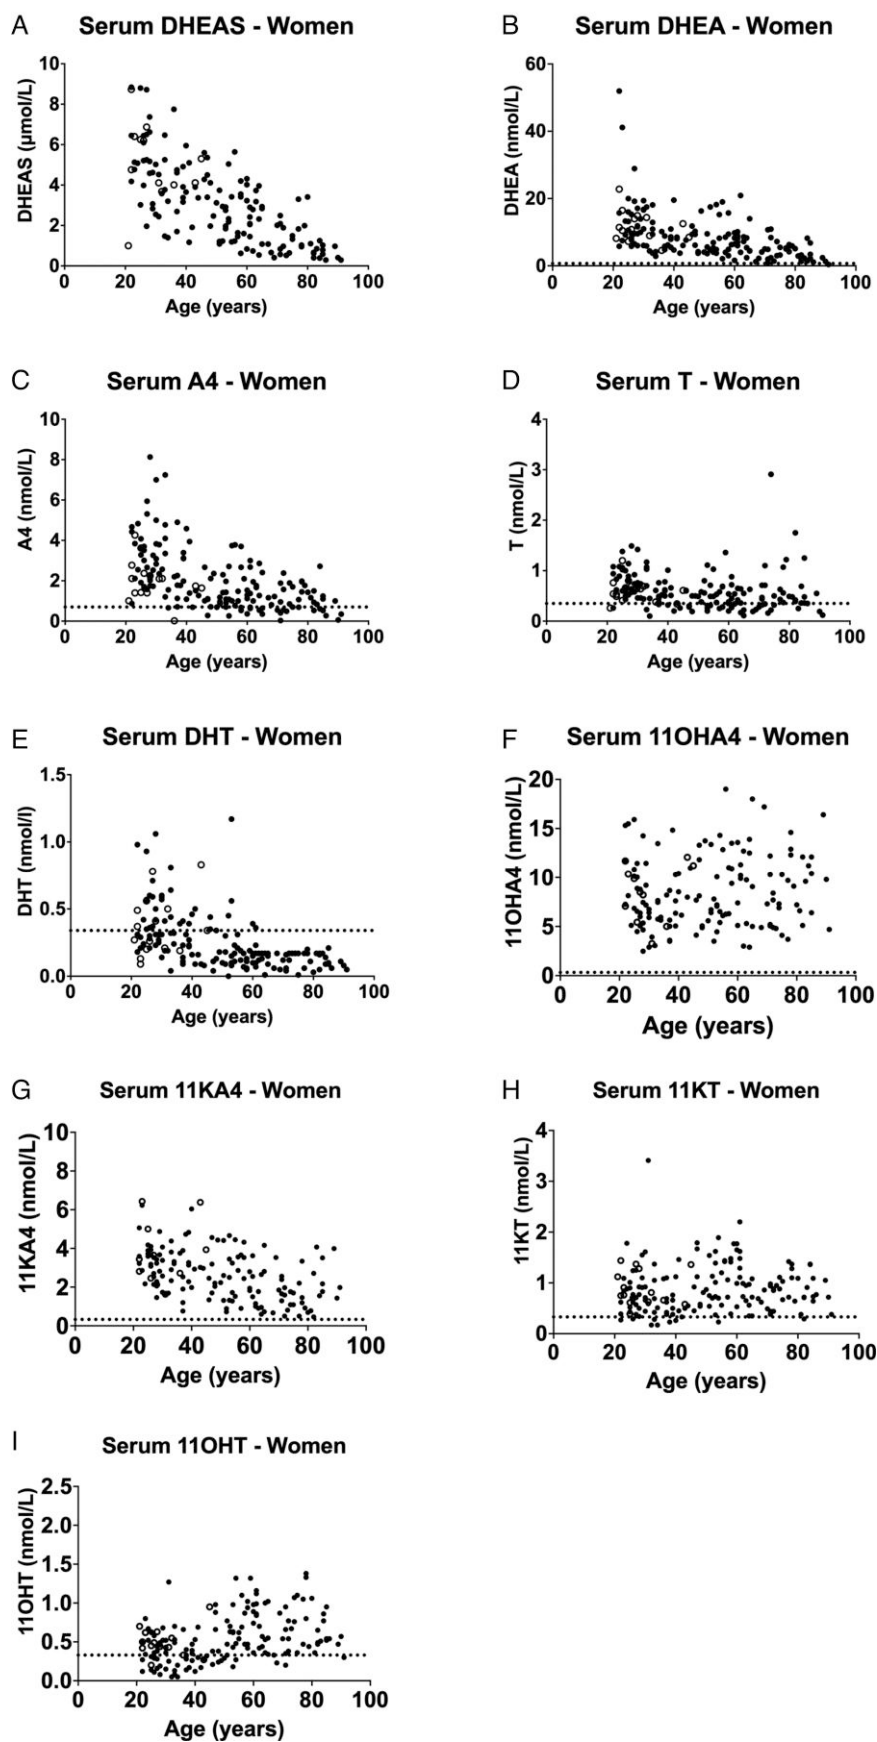 A
Serum DHEAS - Women
DHEAS (μmol/L)
10
8
6
4
2
0
0 20 40 60 80 100
Age (years)
B
Serum DHEA - Women
DHEA (nmol/L)
60
40
20
0
0 20 40 60 80 100
Age (years)
C
Serum A4 - Women
A4 (nmol/L)
10
8
6
4
2
0
0 20 40 60 80 100
Age (years)
D
Serum T - Women
T (nmol/L)
4
3
2
1
0
0 20 40 60 80 100
Age (years)
E
Serum DHT - Women
DHT (nmol/l)
1.5
1.0
0.5
0.0
0 20 40 60 80 100
Age (years)
F
Serum 11OHA4 - Women
11OHA4 (nmol/L)
20
15
10
5
0
0 20 40 60 80 100
Age (years)
G
Serum 11KA4 - Women
11KA4 (nmol/L)
10
8
6
4
2
0
0 20 40 60 80 100
Age (years)
H
Serum 11KT - Women
11KT (nmol/L)
4
3
2
1
0
0 20 40 60 80 100
Age (years)
I
Serum 11OHT - Women
11OHT (nmol/L)
2.5
2.0
1.5
1.0
0.5
0.0
0 20 40 60 80 100
Age (years)